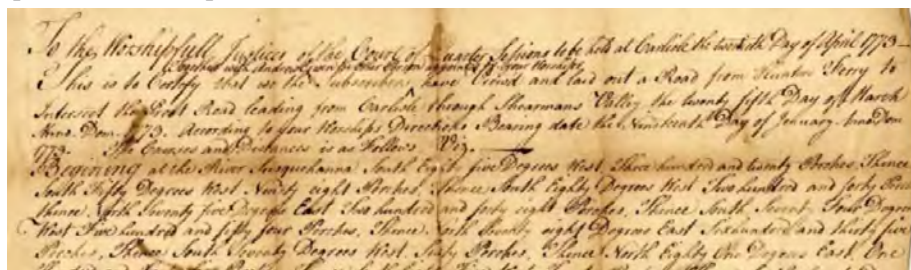 To the Worshipfull Justices of the Court of Quarter Sessions to be held at Carlisle the twentieth Day of April 1773
Together with Andrew
This is to Certify that we the Subscribers have Viewed and laid out a Road from Hunters Ferry to
Intersect the Great Road leading from Carlisle through Shearmans Valley the twenty fifth Day of March
Anno Dom. 1773. According to your Worships Directions Bearing date the Nineteenth Day of January Anno Dom
1773. The Courses and Distances is as Follows Viz.
Begining at the River Susquehanna South Eighty five Degrees West, Three hundred and twenty Perches, Thence
South Fifty Degrees West Ninety eight Perches, Thence South Eighty Degrees West Two hundred and forty
Thence North Seventy five Degrees East Two hundred and forty eight Perches, Thence South Seventy Four Degrees
West Five hundred and fifty four Perches, Thence North Seventy eight Degrees East Six hundred and thirty five
Perches, Thence South Seventy Degrees West, Sixty Perches, Thence North Eighty One Degrees East, One